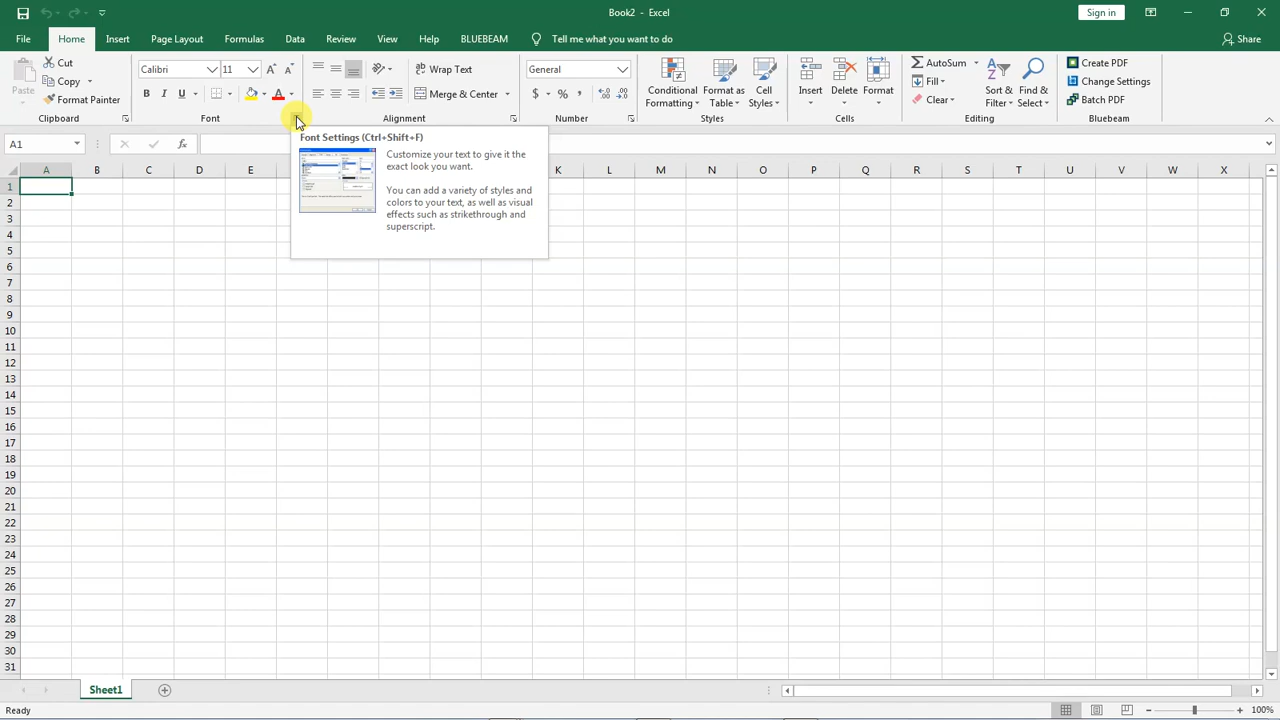 Book2 - Excel
Sign in
File Home Insert Page Layout Formulas Data Review View Help BLUEBEAM Tell me what you want to do Share
Paste
Cut
Copy
Format Painter
Clipboard
Calibri 11
B I U
Font
Wrap Text
Merge & Center
Alignment
General
$ % ,
Number
Conditional
Formatting
Format as
Table
Cell
Styles
Styles
Insert
Delete
Format
Cells
AutoSum
Fill
Clear
Sort &
Filter
Find &
Select
Editing
Create PDF
Change Settings
Batch PDF
Bluebeam
A1
fx
Font Settings (Ctrl+Shift+F)
Customize your text to give it the
exact look you want.
You can add a variety of styles and
colors to your text, as well as visual
effects such as strikethrough and
superscript.
A B C D E K L M N O P Q R S T U V W X
1
2
3
4
5
6
7
8
9
10
11
12
13
14
15
16
17
18
19
20
21
22
23
24
25
26
27
28
29
30
31
Sheet1
Ready
100%